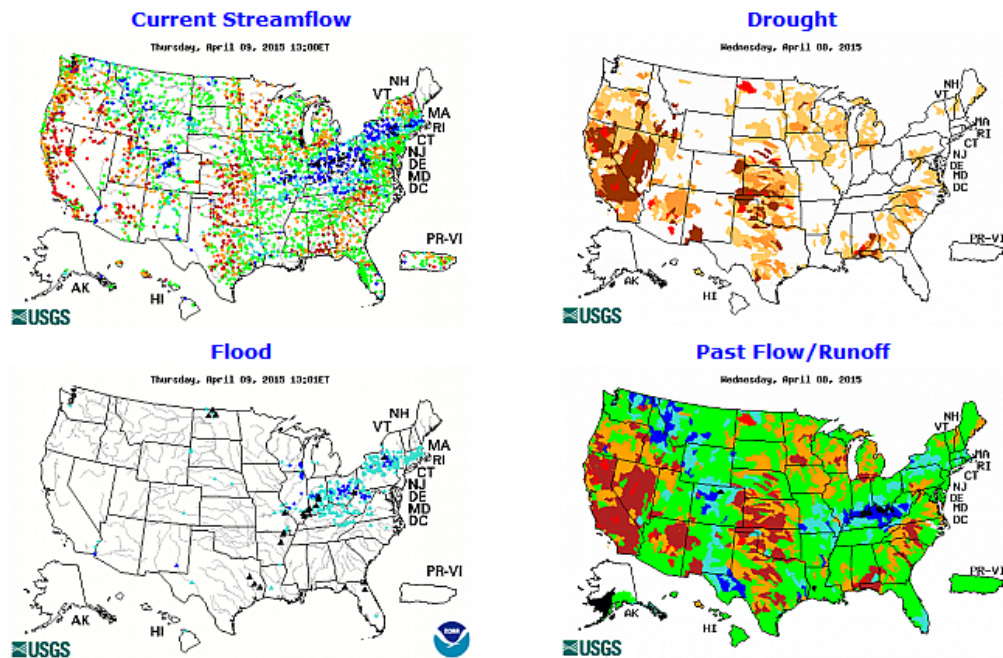 Current Streamflow
Thursday, April 09, 2015 13:00ET
NH
VT
MA
RI
CT
NJ
DE
MD
DC
PR-VI
AK
HI
USGS
Drought
Wednesday, April 08, 2015
NH
VT
MA
RI
CT
NJ
DE
MD
DC
PR-VI
AK
HI
USGS
Flood
Thursday, April 09, 2015 13:01ET
NH
VT
MA
RI
CT
NJ
DE
MD
DC
PR-VI
AK
HI
USGS
NOAA
Past Flow/Runoff
Wednesday, April 08, 2015
NH
VT
MA
RI
CT
NJ
DE
MD
DC
PR-VI
AK
HI
USGS